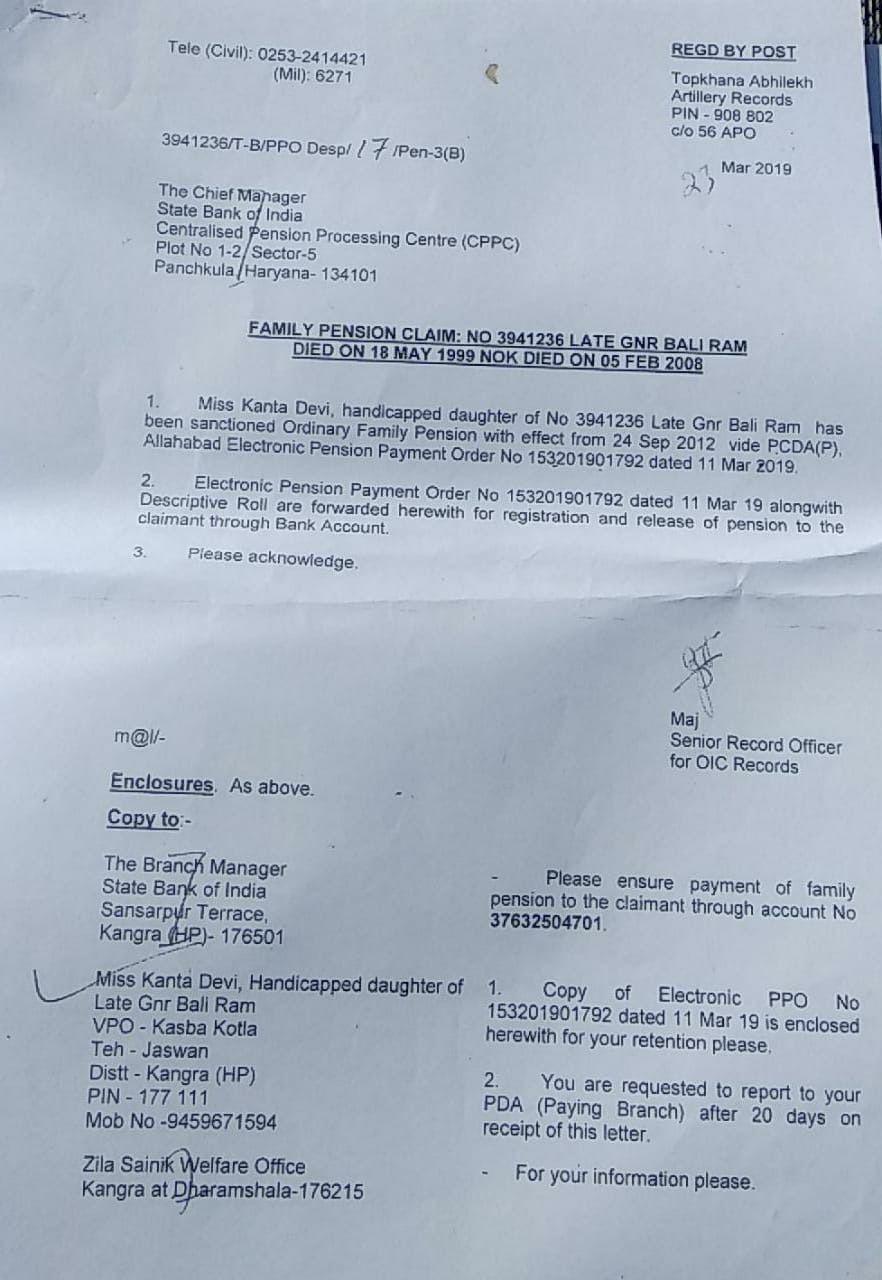 Tele (Civil): 0253-2414421
(Mil): 6271
REGD BY POST
Topkhana Abhilekh
Artillery Records
PIN - 908 802
c/o 56 APO
3941236/T-B/PPO Desp/ 17 /Pen-3(B)
Mar 2019
The Chief Manager
State Bank of India
Centralised Pension Processing Centre (CPPC)
Plot No 1-2, Sector-5
Panchkula, Haryana- 134101
FAMILY PENSION CLAIM: NO 3941236 LATE GNR BALI RAM
DIED ON 18 MAY 1999 NOK DIED ON 05 FEB 2008
1. Miss Kanta Devi, handicapped daughter of No 3941236 Late Gnr Bali Ram has
been sanctioned Ordinary Family Pension with effect from 24 Sep 2012 vide PCDA(P),
Allahabad Electronic Pension Payment Order No 153201901792 dated 11 Mar 2019.
2. Electronic Pension Payment Order No 153201901792 dated 11 Mar 19 alongwith
Descriptive Roll are forwarded herewith for registration and release of pension to the
claimant through Bank Account.
3. Please acknowledge.
Maj
Senior Record Officer
for OIC Records
m@l/-
Enclosures. As above.
Copy to:-
The Branch Manager
State Bank of India
Sansarpur Terrace,
Kangra (HP)- 176501
- Please ensure payment of family
pension to the claimant through account No
37632504701.
Miss Kanta Devi, Handicapped daughter of
Late Gnr Bali Ram
VPO - Kasba Kotla
Teh - Jaswan
Distt - Kangra (HP)
PIN - 177 111
Mob No -9459671594
1. Copy of Electronic PPO No
153201901792 dated 11 Mar 19 is enclosed
herewith for your retention please.
2. You are requested to report to your
PDA (Paying Branch) after 20 days on
receipt of this letter.
Zila Sainik Welfare Office
Kangra at Dharamshala-176215
- For your information please.